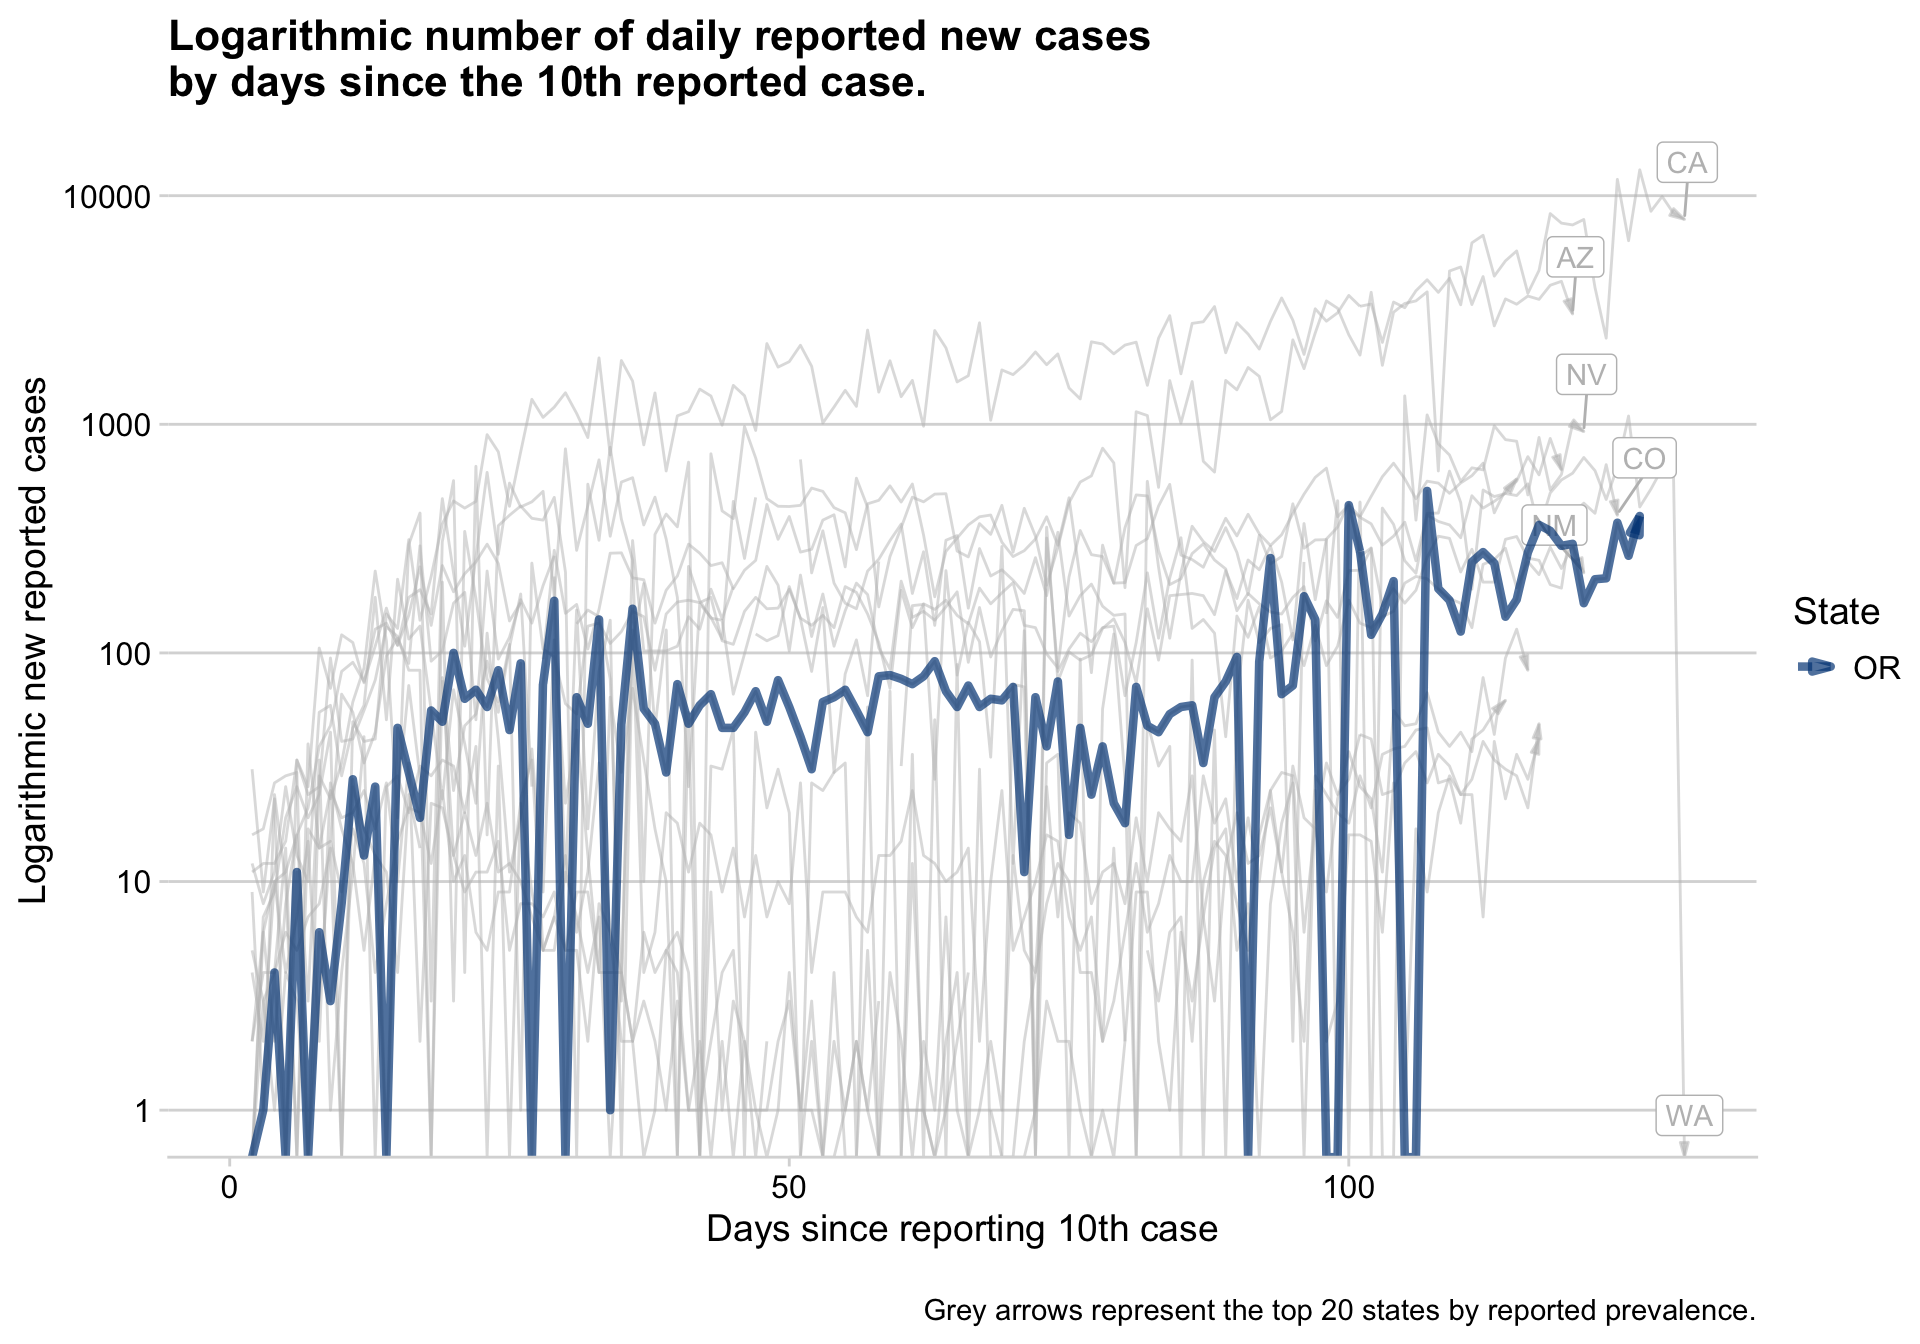 Logarithmic number of daily reported new cases
by days since the 10th reported case.
CA
10000
AZ
NV
1000
CO
NM
Logarithmic new reported cases
State
100
OR
10
1
WA
0
50
100
Days since reporting 10th case
Grey arrows represent the top 20 states by reported prevalence.